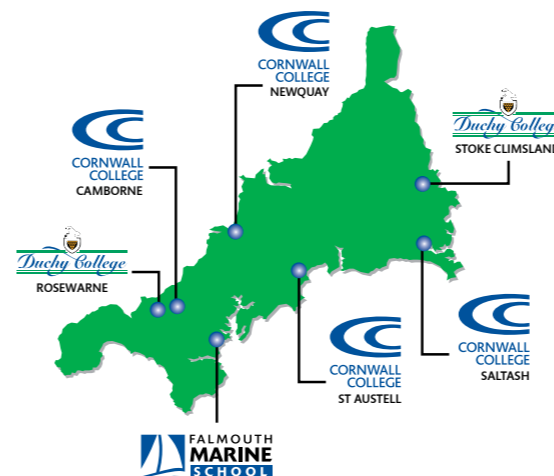 CORNWALL
COLLEGE
NEWQUAY
Duchy College
STOKE CLIMSLAND
CORNWALL
COLLEGE
CAMBORNE
Duchy College
ROSEWARNE
CORNWALL
COLLEGE
SALTASH
CORNWALL
COLLEGE
ST AUSTELL
FALMOUTH
MARINE
SCHOOL